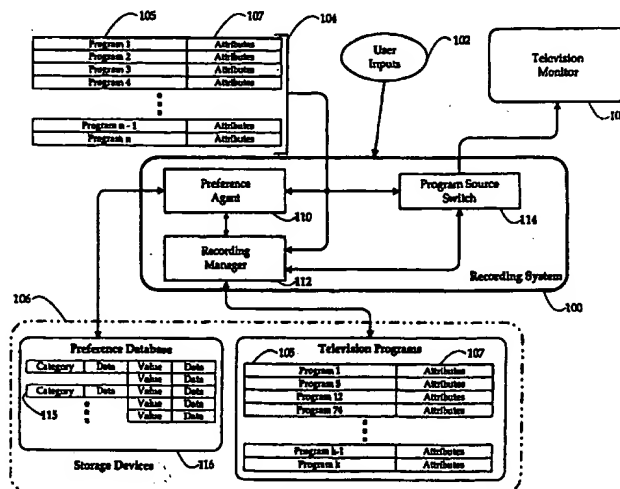 105
107
104
Program 1 Attributes
Program 2 Attributes
Program 3 Attributes
Program 4 Attributes
Program n - 1 Attributes
Program n Attributes
User
Inputs
102
Television
Monitor
10
Preference
Agent
110
Program Source
Switch
114
Recording
Manager
112
Recording System
100
106
Preference Database
Category Data Value Data
Value Data
Category Data Value Data
Value Data
Value Data
115
Storage Devices
116
Television Programs
105
107
Program 1 Attributes
Program 5 Attributes
Program 12 Attributes
Program 74 Attributes
Program k-1 Attributes
Program k Attributes